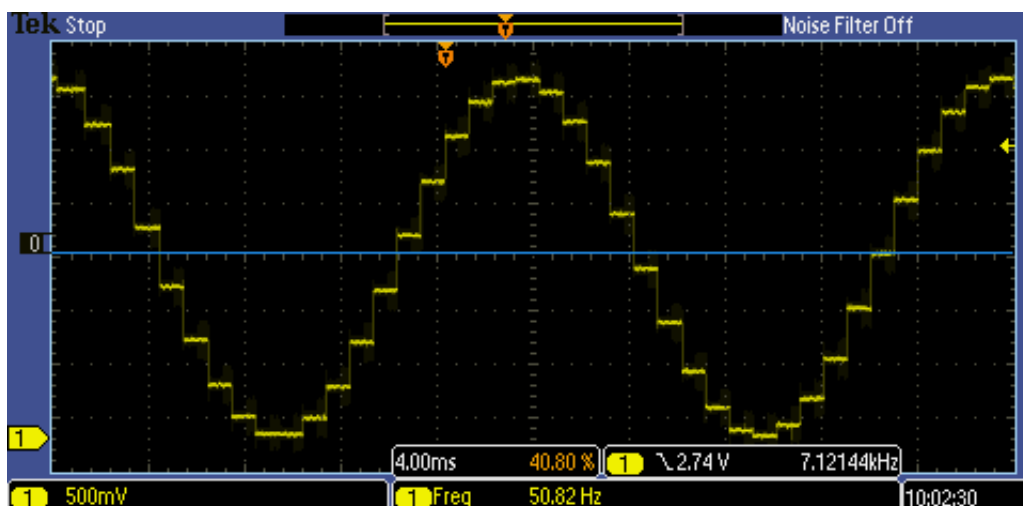 Tek Stop Noise Filter Off
0
1
4.00ms 40.80 % 1 2.74 V 7.12144kHz
1 500mV 1 Freq 50.82 Hz 10:02:30